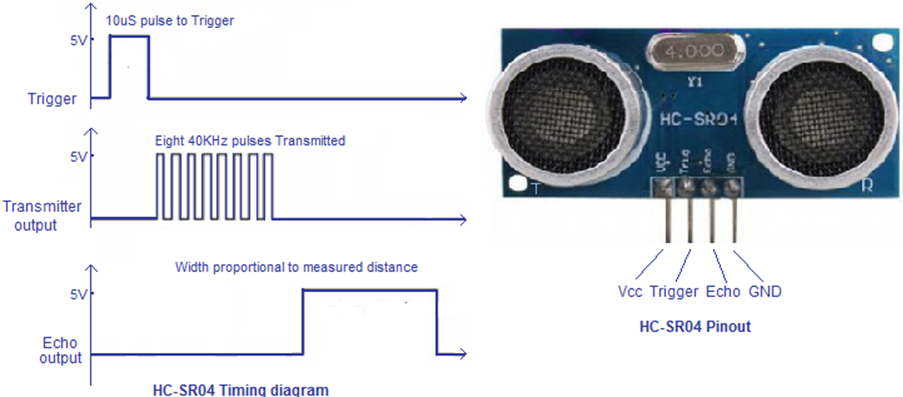 10uS pulse to Trigger
5V
Trigger
Eight 40KHz pulses Transmitted
5V
Transmitter
output
Width proportional to measured distance
5V
Echo
output
HC-SR04 Timing diagram
4.000
Y1
HC-SR04
VCC
Trig
Echo
GND
T
R
Vcc Trigger Echo GND
HC-SR04 Pinout